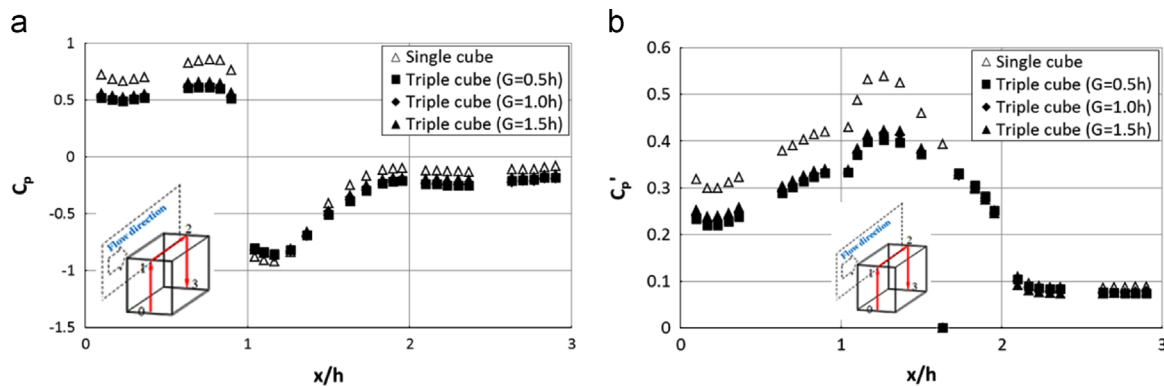 a
1
0.5
0
-0.5
-1
-1.5
Cp
0
1
2
3
x/h
Single cube
Triple cube (G=0.5h)
Triple cube (G=1.0h)
Triple cube (G=1.5h)
Flow direction
0
1
2
3
b
0.6
0.5
0.4
0.3
0.2
0.1
0
Cp'
0
1
2
3
x/h
Single cube
Triple cube (G=0.5h)
Triple cube (G=1.0h)
Triple cube (G=1.5h)
Flow direction
0
1
2
3